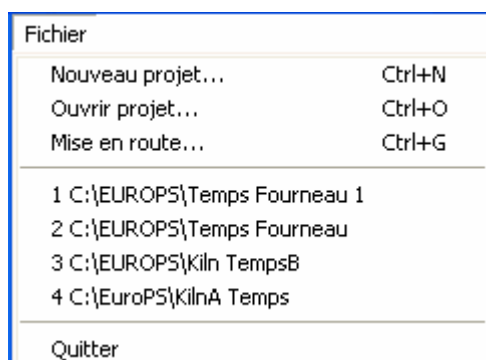 Fichier
Nouveau projet... Ctrl+N
Ouvrir projet... Ctrl+O
Mise en route... Ctrl+G
1 C:\EUROPS\Temps Fourneau 1
2 C:\EUROPS\Temps Fourneau
3 C:\EUROPS\Kiln TempsB
4 C:\EuroPS\KilnA Temps
Quitter